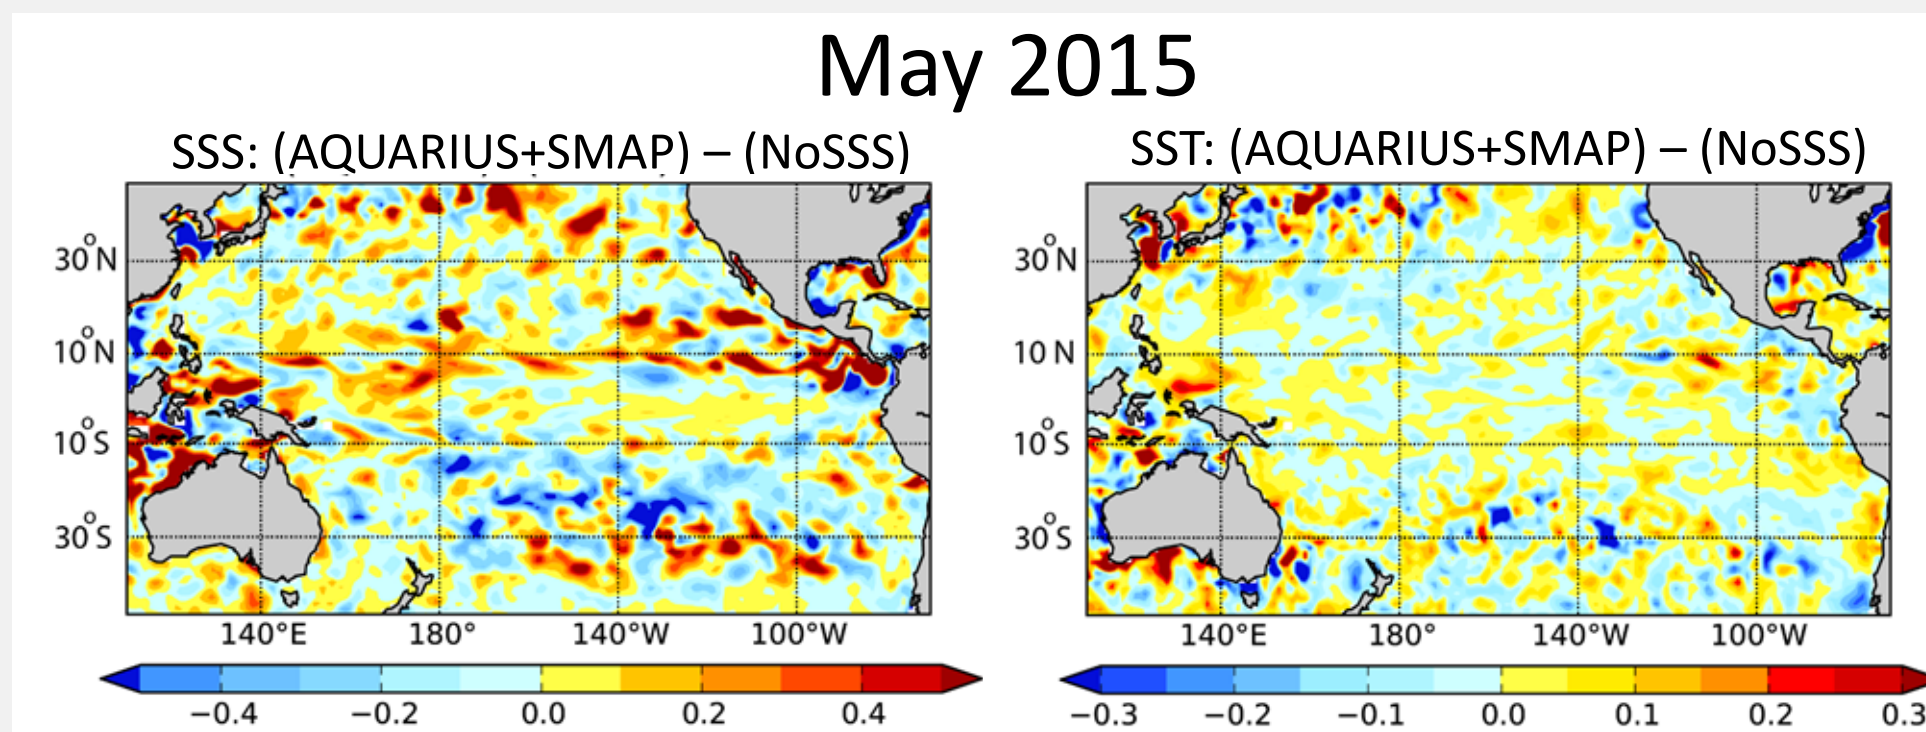 May 2015
SSS: (AQUARIUS+SMAP) – (NoSSS)
SST: (AQUARIUS+SMAP) – (NoSSS)
30°N
10°N
10°S
30°S
140°E 180° 140°W 100°W
−0.4 −0.2 0.0 0.2 0.4
30°N
10°N
10°S
30°S
140°E 180° 140°W 100°W
−0.3 −0.2 −0.1 0.0 0.1 0.2 0.3